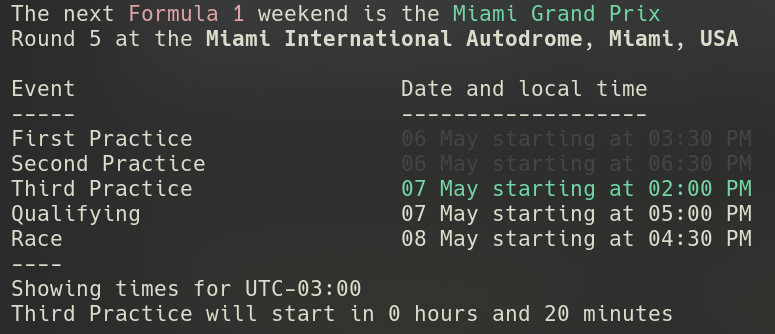 The next Formula 1 weekend is the Miami Grand Prix
Round 5 at the Miami International Autodrome, Miami, USA
Event Date and local time
----- -------------------
First Practice 06 May starting at 03:30 PM
Second Practice 06 May starting at 06:30 PM
Third Practice 07 May starting at 02:00 PM
Qualifying 07 May starting at 05:00 PM
Race 08 May starting at 04:30 PM
----
Showing times for UTC-03:00
Third Practice will start in 0 hours and 20 minutes